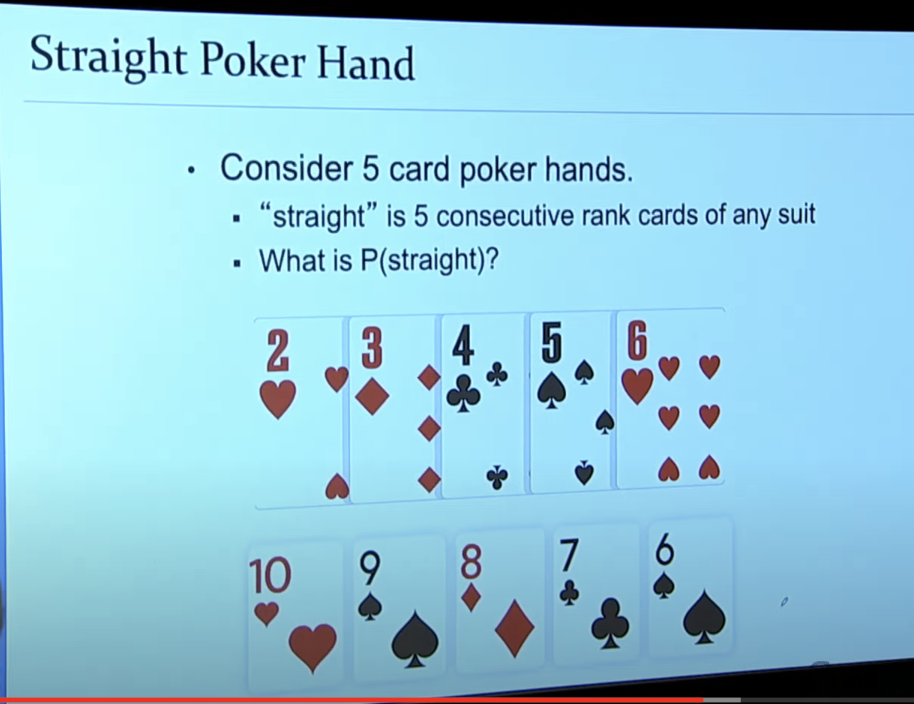 Straight Poker Hand
• Consider 5 card poker hands.
▪ “straight” is 5 consecutive rank cards of any suit
▪ What is P(straight)?
2 3 4 5 6
10 9 8 7 6